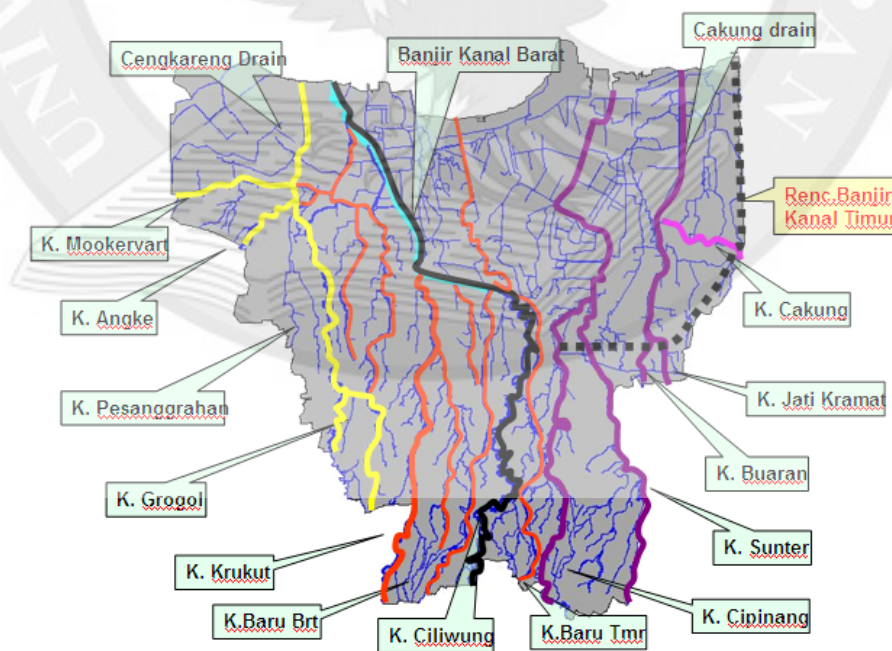 Cengkareng Drain
Banjir Kanal Barat
Cakung drain
Renc.Banjir
Kanal Timur
K. Mookervart
K. Angke
K. Cakung
K. Pesanggrahan
K. Jati Kramat
K. Buaran
K. Grogol
K. Sunter
K. Krukut
K.Baru Brt
K. Ciliwung
K.Baru Tmr
K. Cipinang